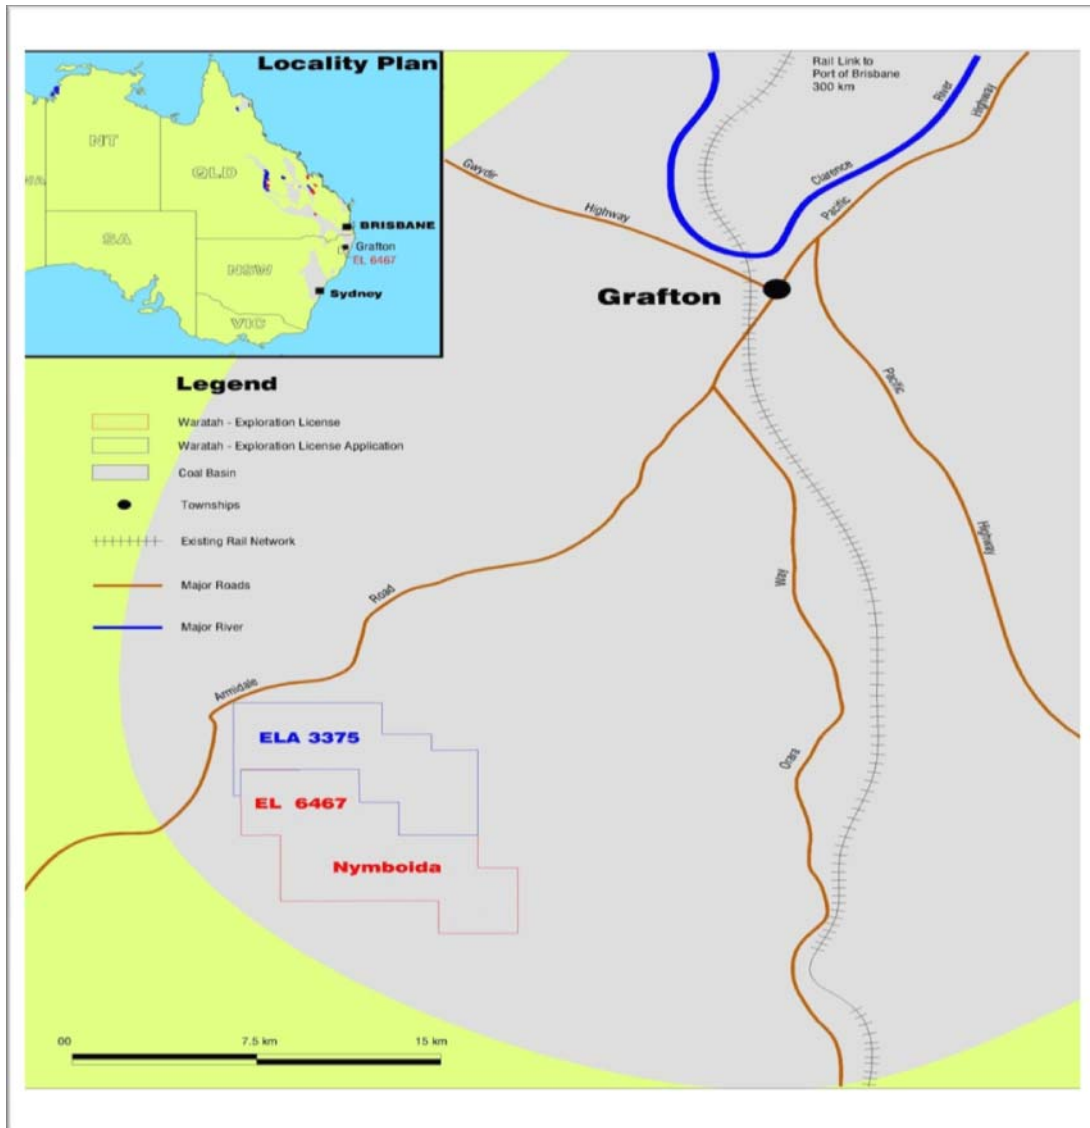 Locality Plan
NT
QLD
SA
NSW
VIC
BRISBANE
Grafton
EL 6467
Sydney
Rail Link to
Port of Brisbane
300 km
River
Highway
Clarence
Pacific
Gwydir
Highway
Grafton
Pacific
Highway
Legend
Waratah - Exploration License
Waratah - Exploration License Application
Coal Basin
Townships
Existing Rail Network
Major Roads
Major River
Road
Armidale
Way
Orara
ELA 3375
EL 6467
Nymboida
00
7.5 km
15 km